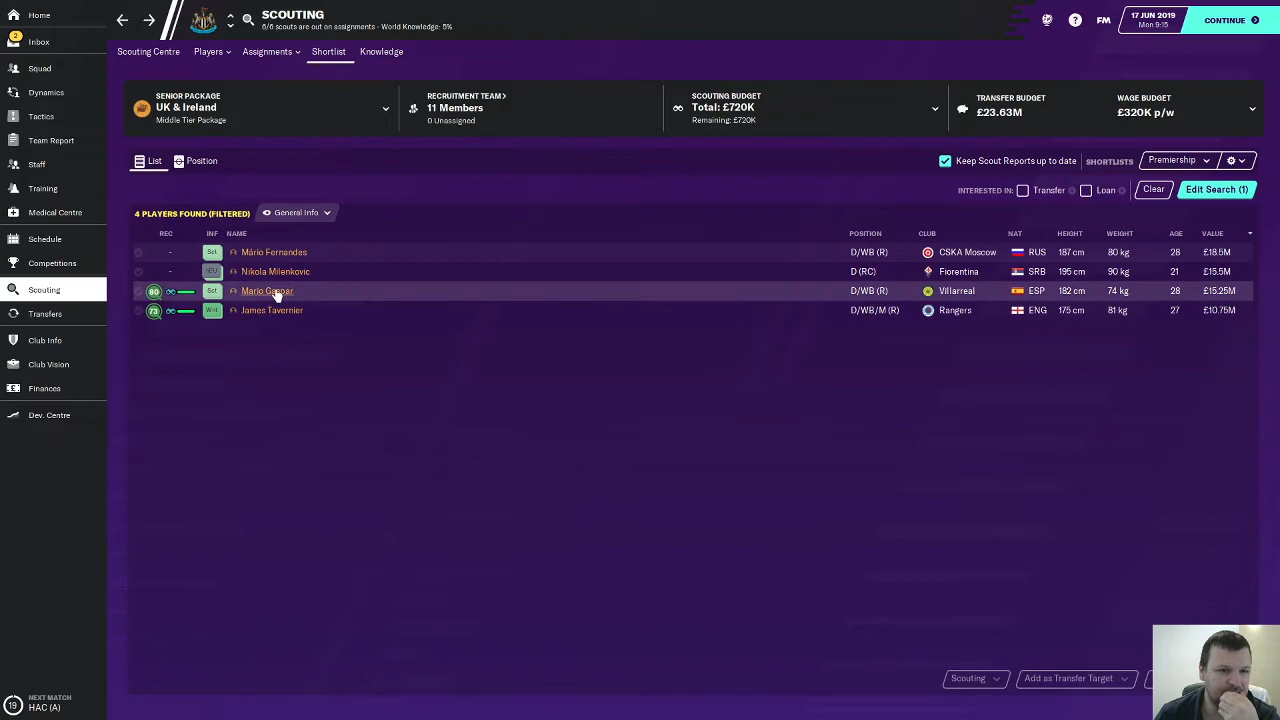 SCOUTING
6/6 scouts are out on assignments - World Knowledge: 5%
FM
17 JUN 2019
Mon 9:15
CONTINUE
Home
2
Inbox
Squad
Dynamics
Tactics
Team Report
Staff
Training
Medical Centre
Schedule
Competitions
Scouting
Transfers
Club Info
Club Vision
Finances
Dev. Centre
19
NEXT MATCH
HAC (A)
Scouting Centre
Players
Assignments
Shortlist
Knowledge
SENIOR PACKAGE
UK & Ireland
Middle Tier Package
RECRUITMENT TEAM >
11 Members
0 Unassigned
SCOUTING BUDGET
Total: £720K
Remaining: £720K
TRANSFER BUDGET
£23.63M
WAGE BUDGET
£320K p/w
List
Position
Keep Scout Reports up to date
SHORTLISTS
Premiership
INTERESTED IN:
Transfer
Loan
Clear
Edit Search (1)
4 PLAYERS FOUND (FILTERED)
General Info
REC INF NAME POSITION CLUB NAT HEIGHT WEIGHT AGE VALUE
- Set Mário Fernandes D/WB (R) CSKA Moscow RUS 187 cm 80 kg 28 £18.5M
- Nikola Milenkovic D (RC) Fiorentina SRB 195 cm 90 kg 21 £15.5M
80 Set Mario Gaspar D/WB (R) Villarreal ESP 182 cm 74 kg 28 £15.25M
73 Wnt James Tavernier D/WB/M (R) Rangers ENG 175 cm 81 kg 27 £10.75M
Scouting
Add as Transfer Target